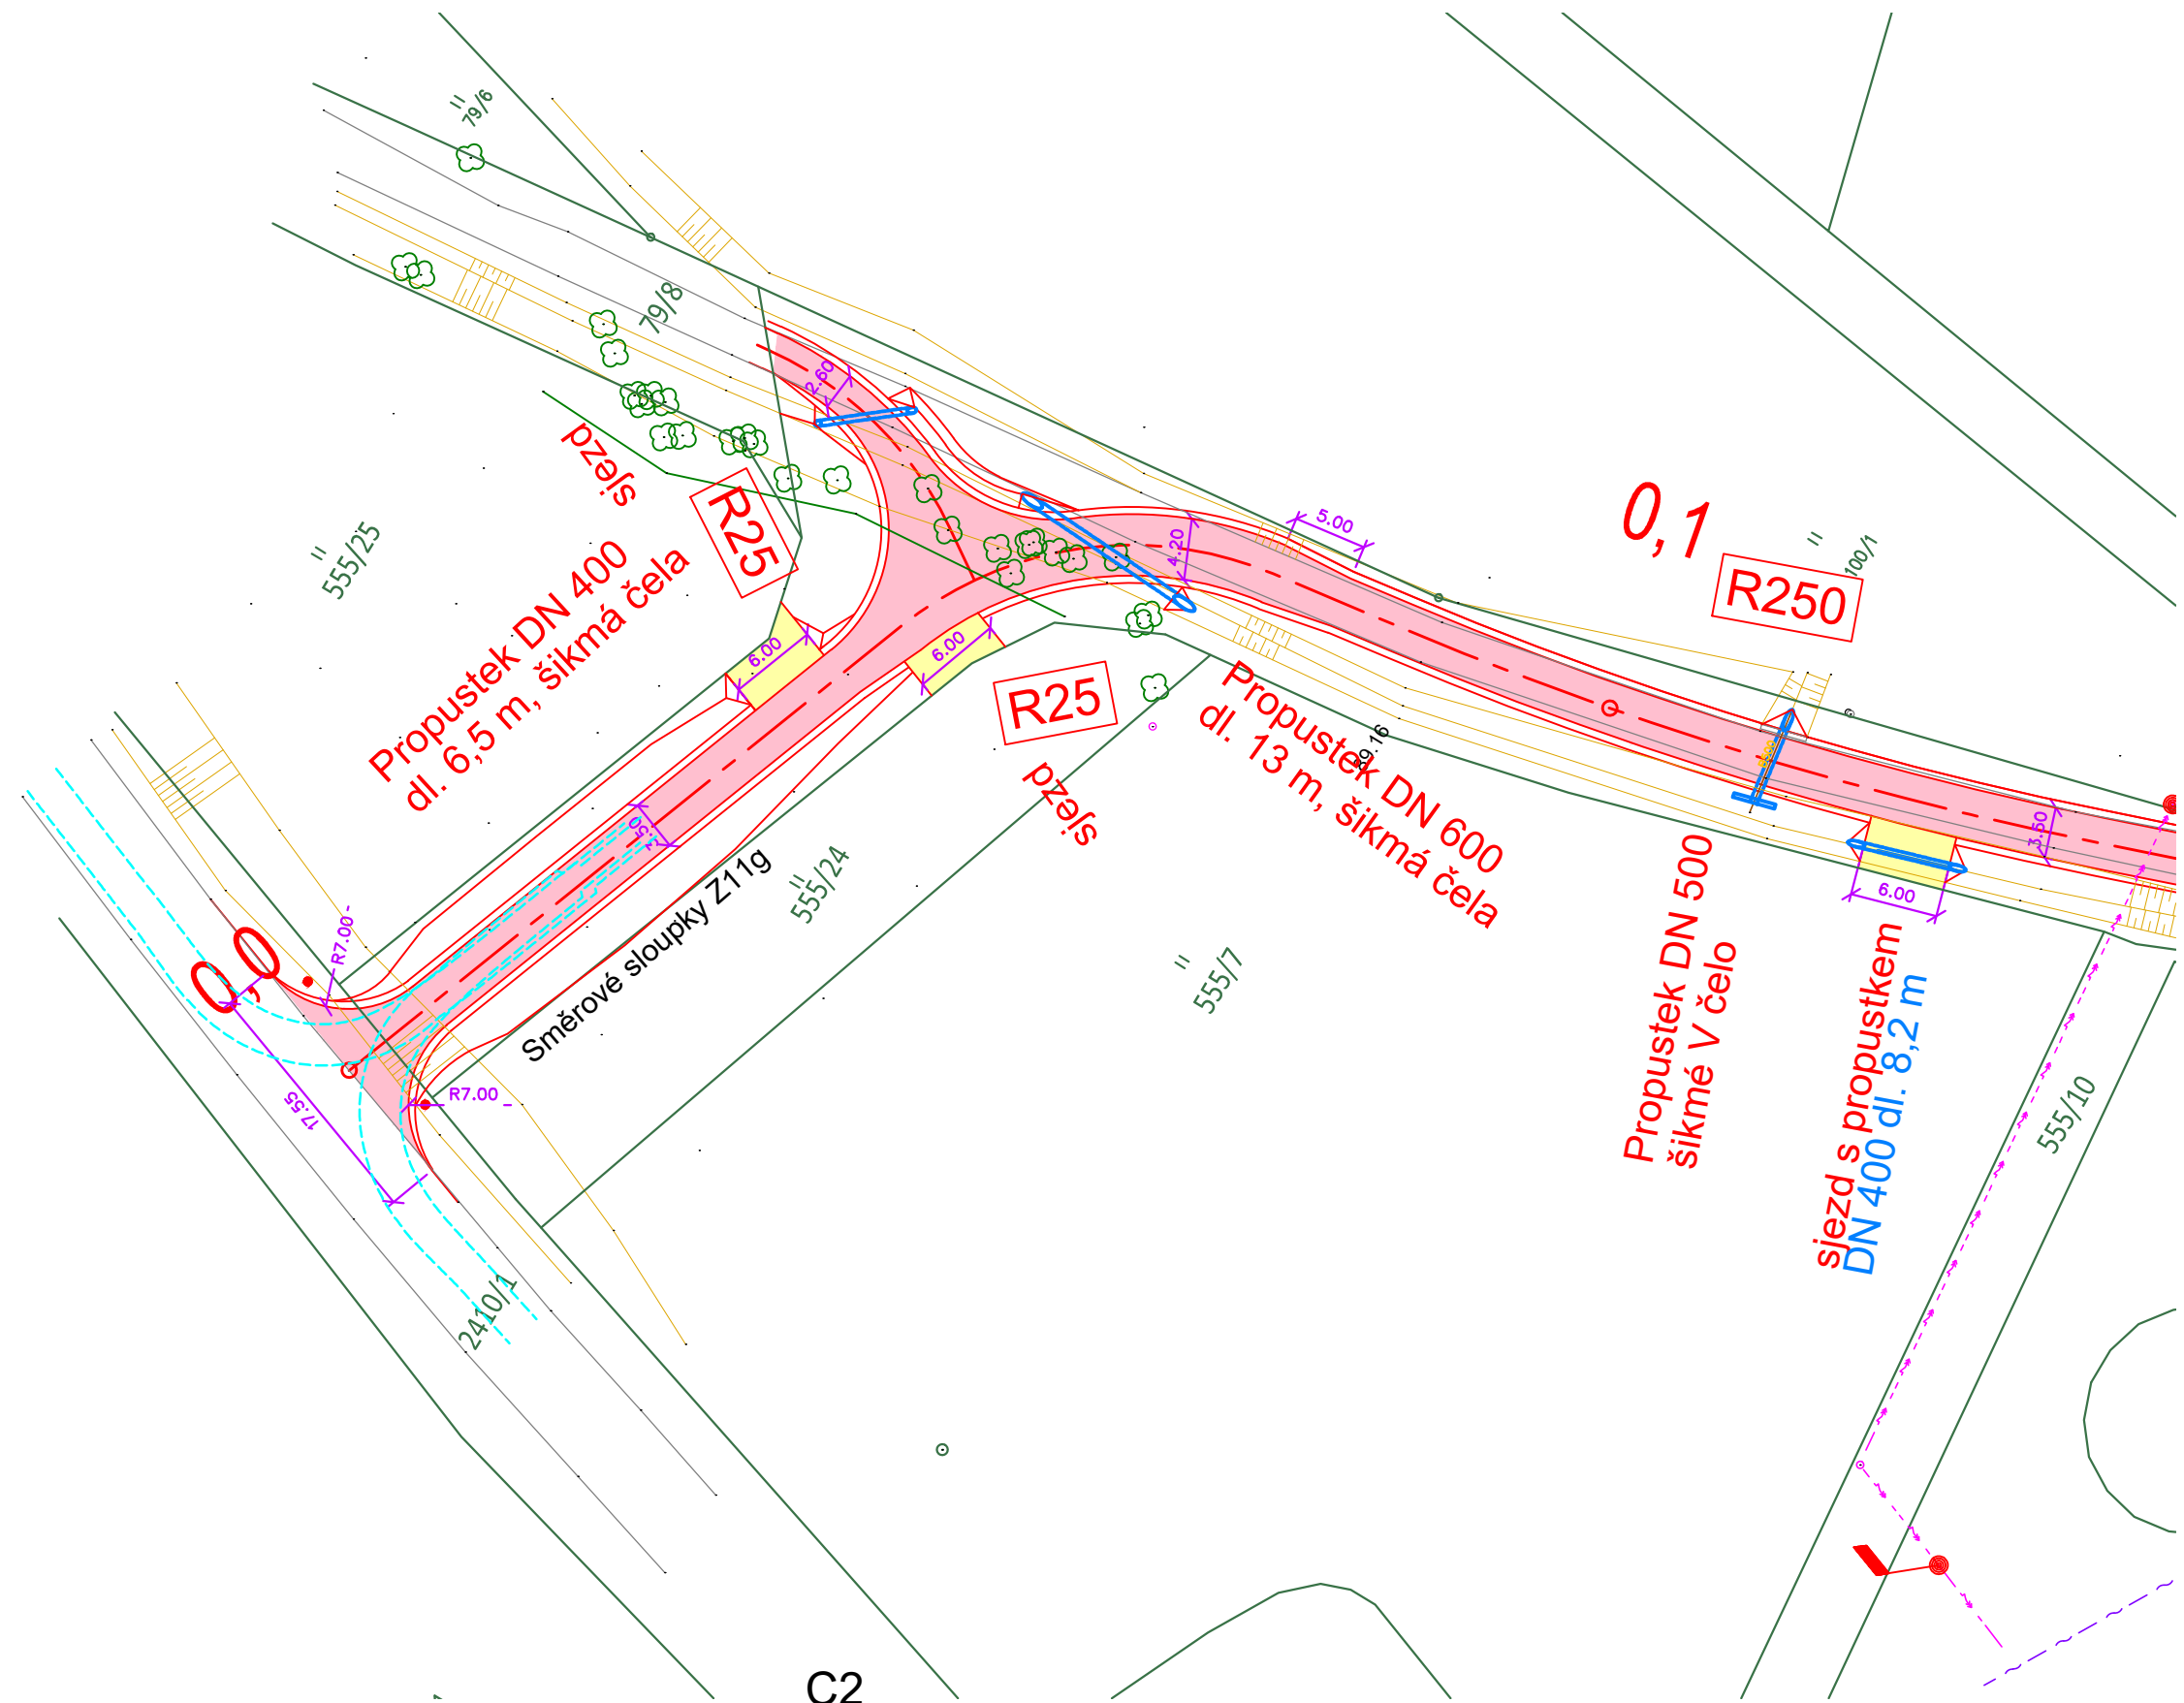 79/6
79/8
2.60
sjezd
R25
555/25
Propustek DN 400
dl. 6,5 m, šikmá čela
6.00
6.00
4.20
5.00
0,1
R250
100/1
R25
sjezd
Propustek DN 600
dl. 13 m, šikmá čela
3.50
Směrové sloupky Z11g
555/24
555/7
Propustek DN 500
šikmé V čelo
sjezd s propustkem
DN 400 dl. 8,2 m
6.00
555/10
0,0
R7.00
R7.00
17.55
2410/1
C2